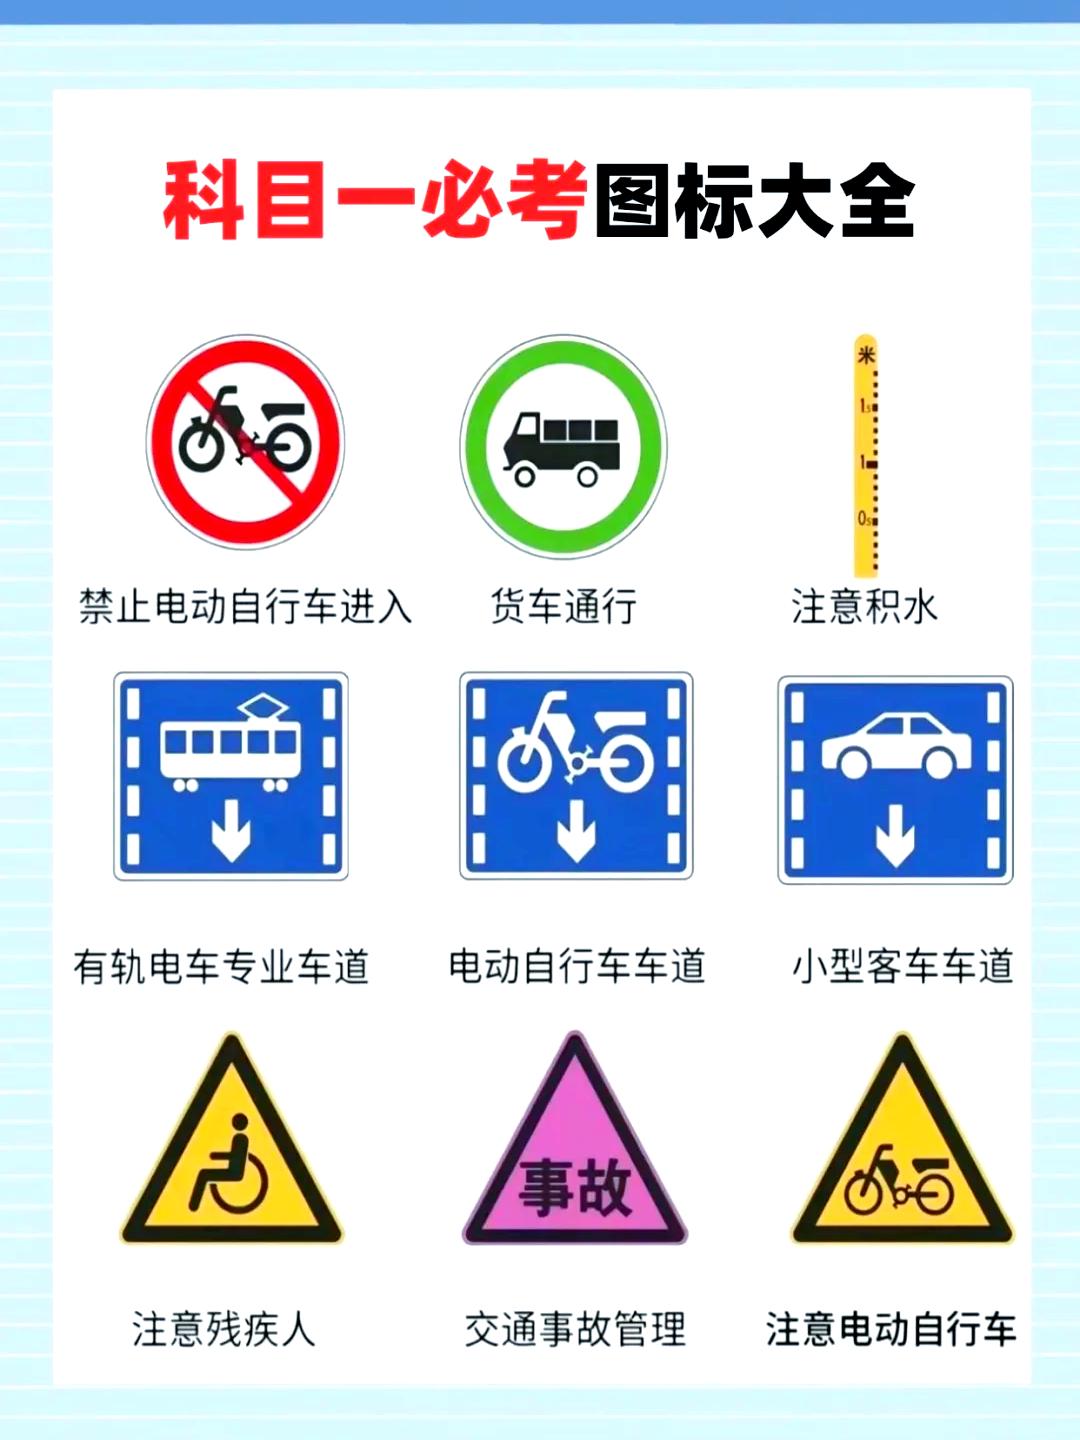 科目一必考图标大全
米
1.5
1
0.5
禁止电动自行车进入
货车通行
注意积水
有轨电车专业车道
电动自行车车道
小型客车车道
事故
注意残疾人
交通事故管理
注意电动自行车